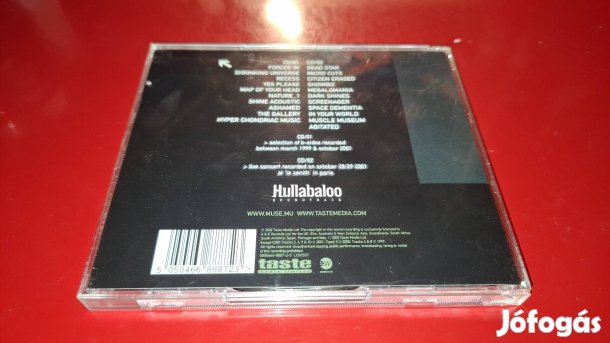 CD/01 CD/02
FORCED IN DEAD STAR
SHRINKING UNIVERSE MICRO CUTS
RECESS CITIZEN ERASED
YES PLEASE SHOWBIZ
MAP OF YOUR HEAD MEGALOMANIA
NATURE_1 DARK SHINES
SHINE ACOUSTIC SCREENAGER
ASHAMED SPACE DEMENTIA
THE GALLERY IN YOUR WORLD
HYPER CHONDRIAC MUSIC MUSCLE MUSEUM
AGITATED
CD/01
> selection of b-sides recorded
between march 1999 & october 2001
CD/02
> live concert recorded on october 28/29 2001
at 'le zenith' in paris
Hullabaloo
SOUNDTRACK
WWW.MUSE.MU WWW.TASTEMEDIA.COM
5 050466 888723 >
taste
Jófogás